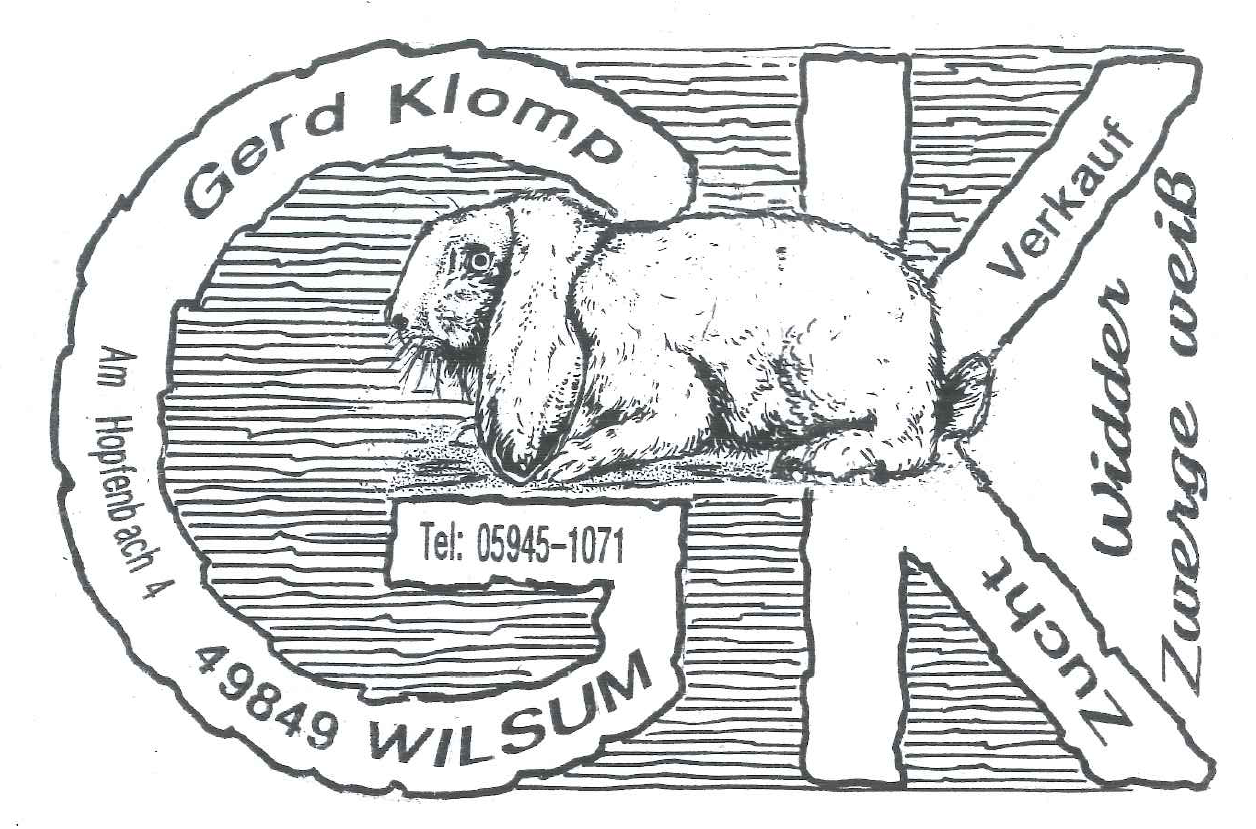 Gerd Klomp
Am Hopfenbach 4
49849 WILSUM
Tel: 05945-1071
Verkauf
Zucht
Widder
Zwerge weiß